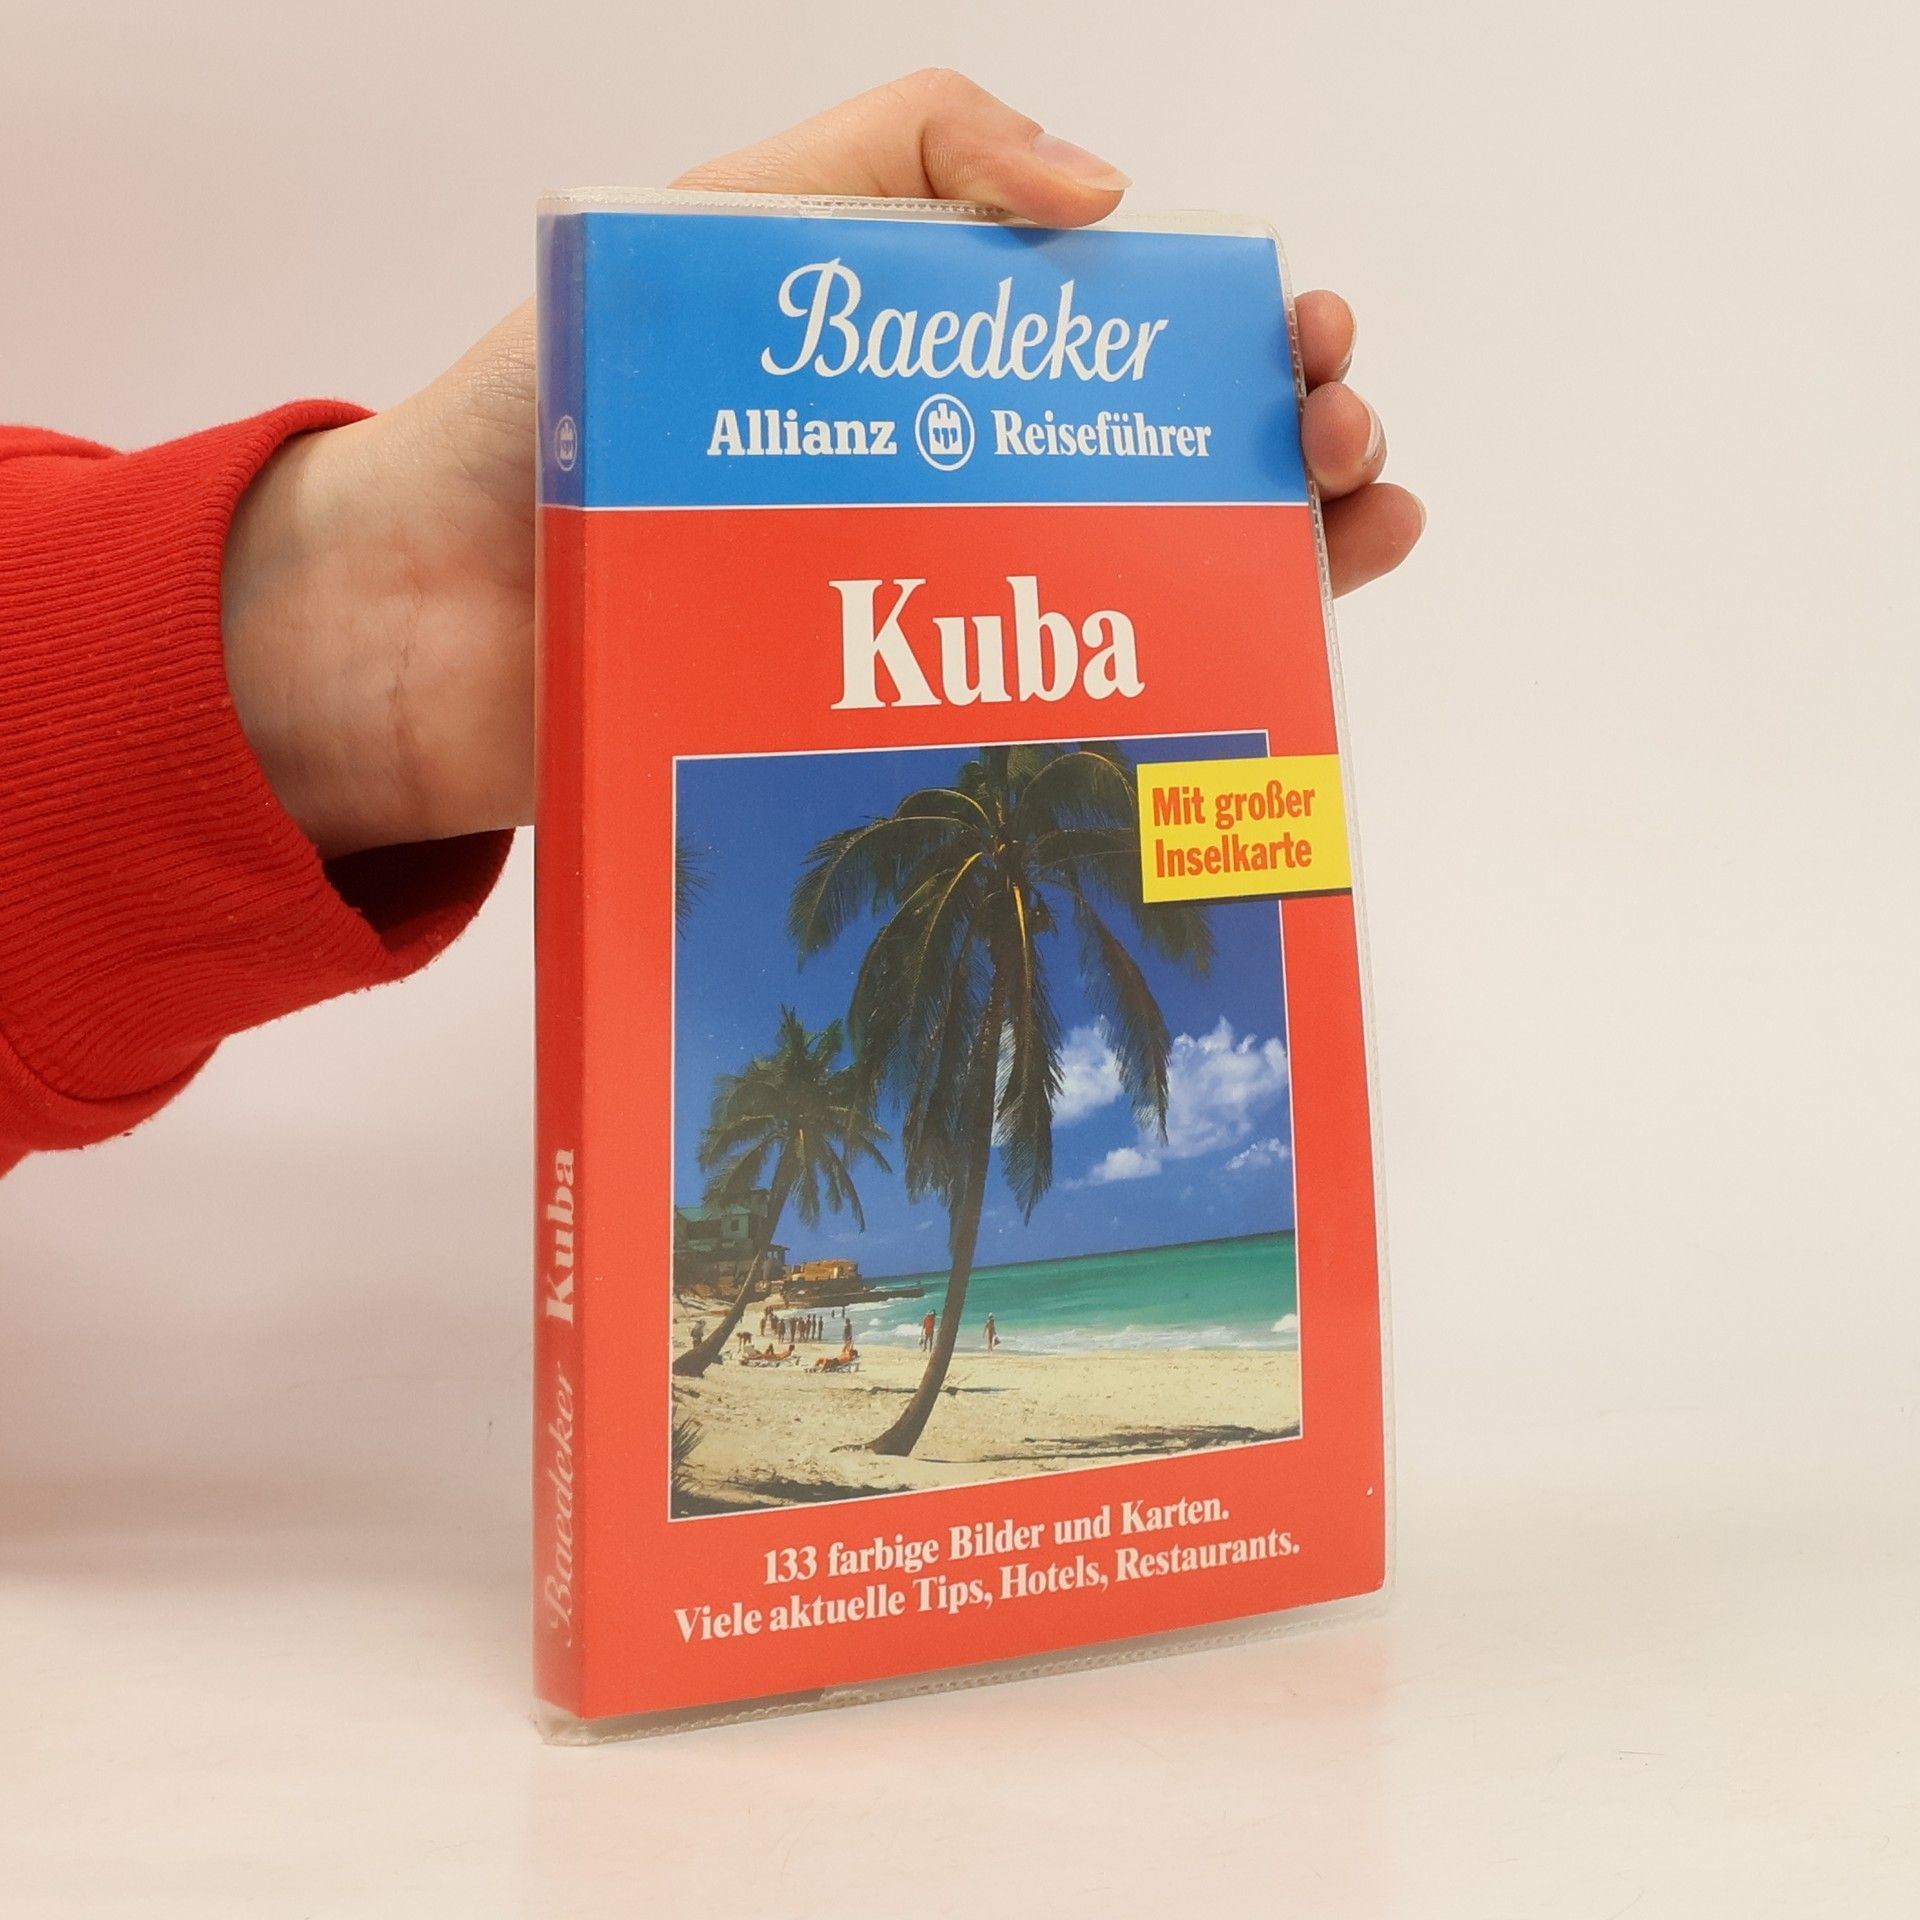 Baedeker
Allianz Reiseführer
Kuba
Mit großer
Inselkarte
133 farbige Bilder und Karten.
Viele aktuelle Tips, Hotels, Restaurants.
Baedeker Kuba